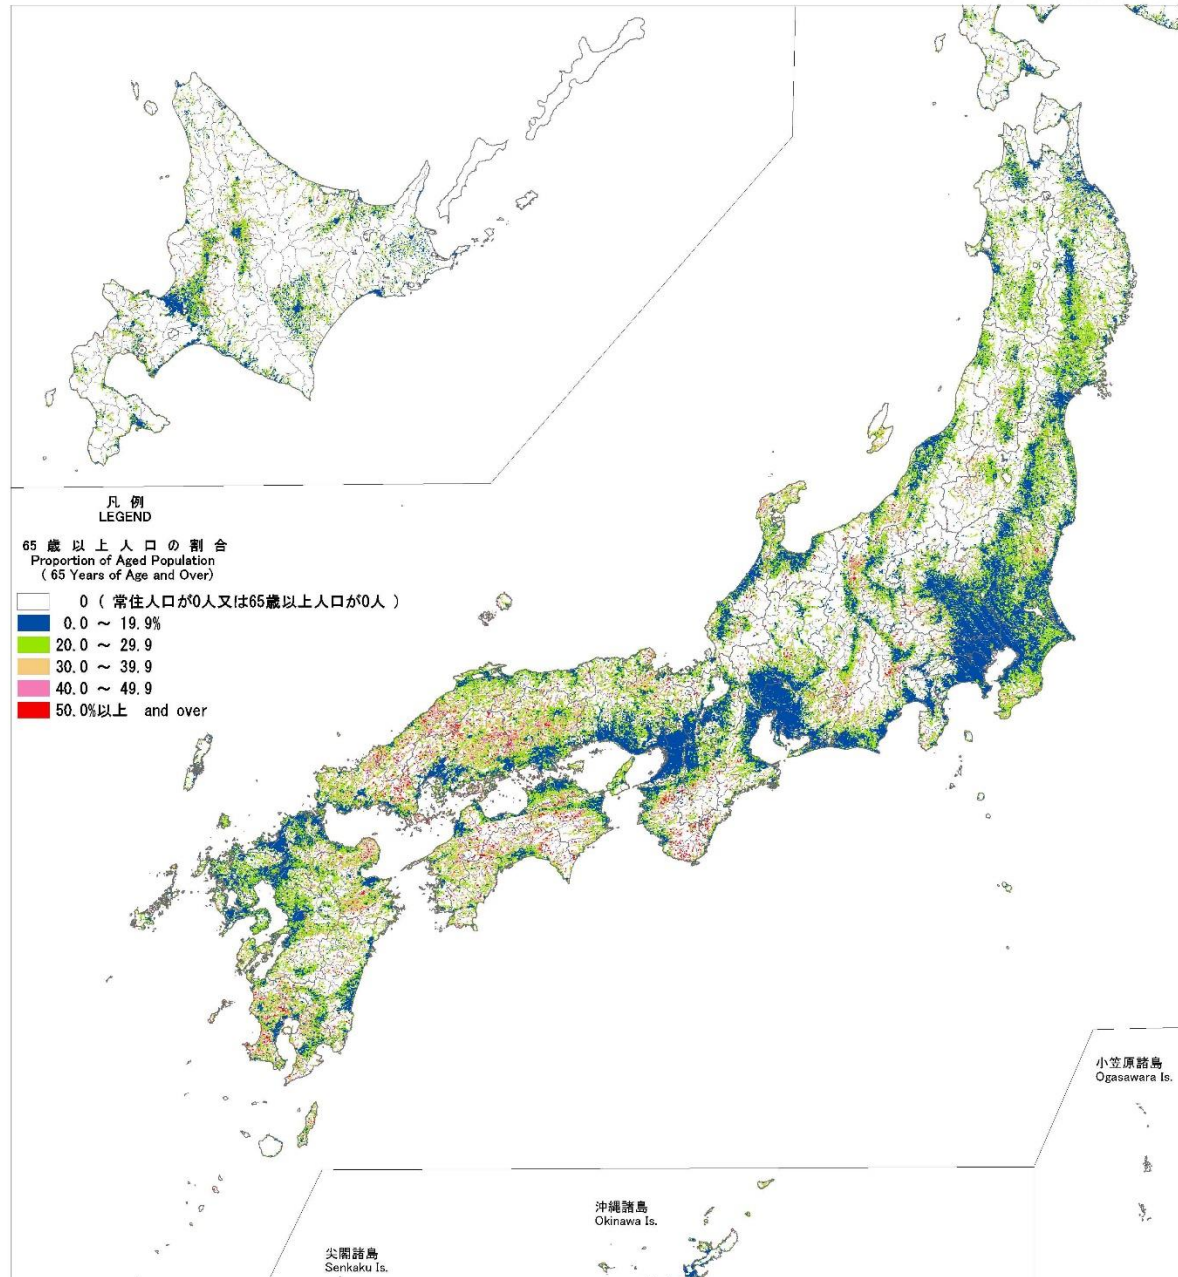 凡 例
LEGEND
65 歳 以 上 人 口 の 割 合
Proportion of Aged Population
( 65 Years of Age and Over)
0 ( 常住人口が0人又は65歳以上人口が0人 )
0.0 ～ 19.9%
20.0 ～ 29.9
30.0 ～ 39.9
40.0 ～ 49.9
50.0%以上 and over
小笠原諸島
Ogasawara Is.
沖縄諸島
Okinawa Is.
尖閣諸島
Senkaku Is.